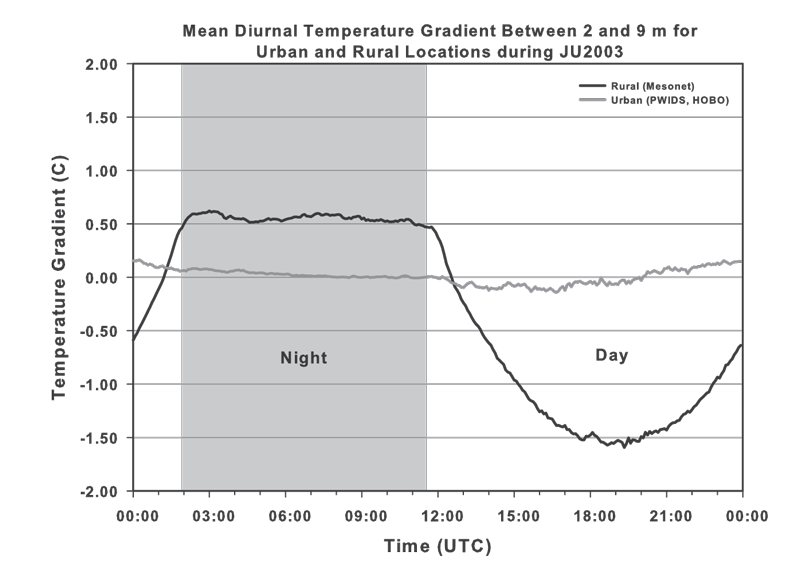 Mean Diurnal Temperature Gradient Between 2 and 9 m for
Urban and Rural Locations during JU2003
Rural (Mesonet)
Urban (PWIDS, HOBO)
Temperature Gradient (C)
2.00
1.50
1.00
0.50
0.00
-0.50
-1.00
-1.50
-2.00
Night
Day
00:00 03:00 06:00 09:00 12:00 15:00 18:00 21:00 00:00
Time (UTC)